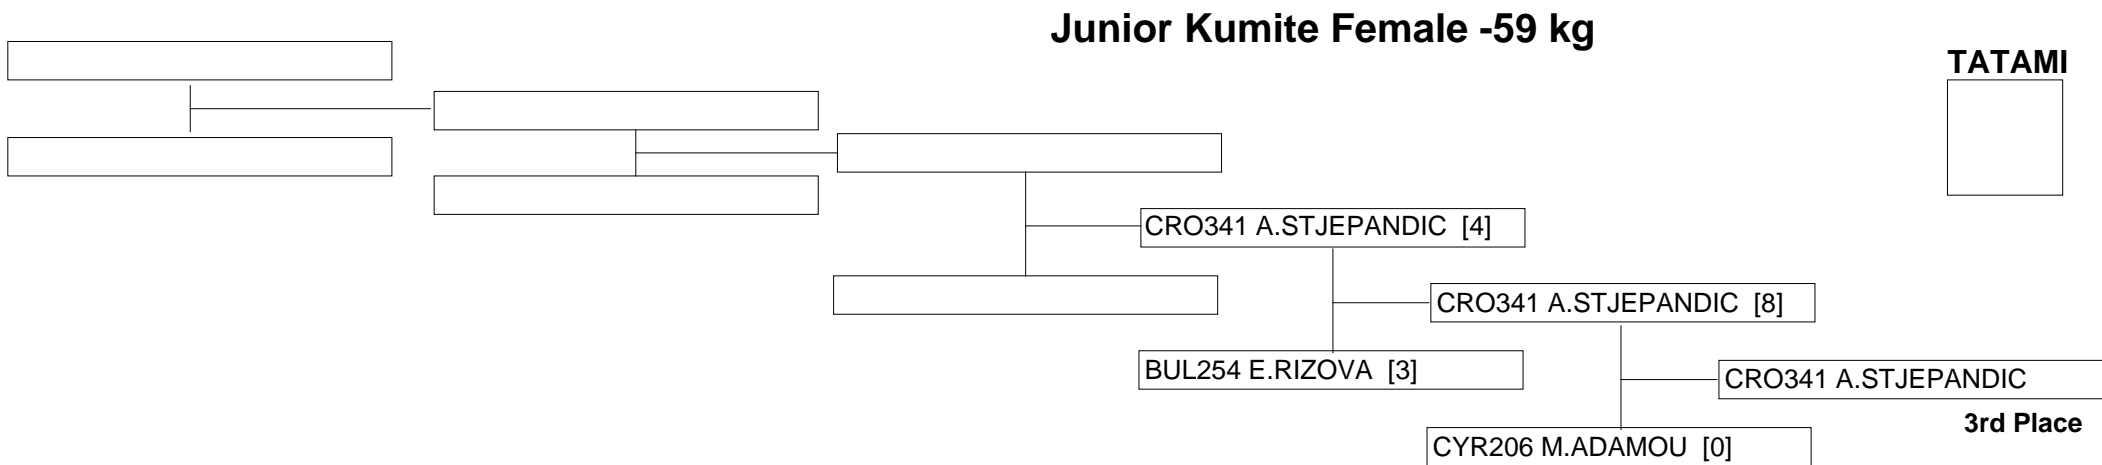 Junior Kumite Female -59 kg
TATAMI
CRO341 A.STJEPANDIC [4]
CRO341 A.STJEPANDIC [8]
BUL254 E.RIZOVA [3]
CRO341 A.STJEPANDIC
3rd Place
CYR206 M.ADAMOU [0]